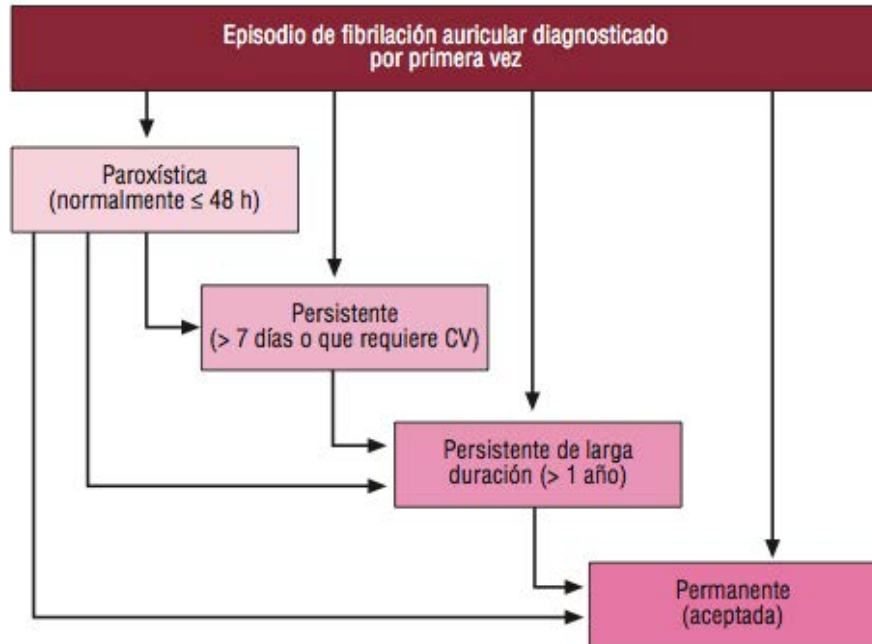 Episodio de fibrilación auricular diagnosticado
por primera vez
Paroxística
(normalmente ≤ 48 h)
Persistente
(> 7 días o que requiere CV)
Persistente de larga
duración (> 1 año)
Permanente
(aceptada)